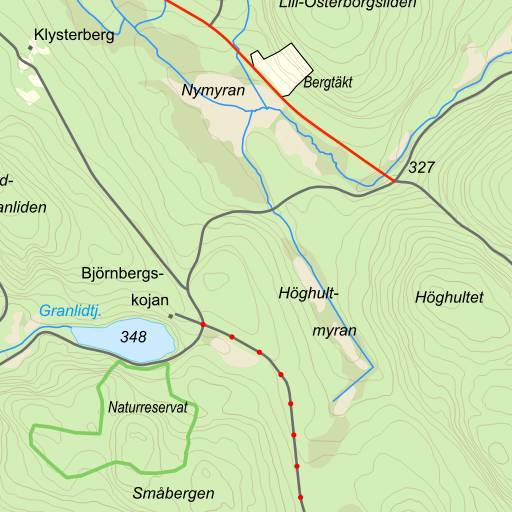 Lill-Österborgsliden
Klysterberg
Bergtäkt
Nymyran
327
d-
anliden
Björnbergs-
kojan
Höghult-
myran
Höghultet
Granlidtj.
348
Naturreservat
Småbergen